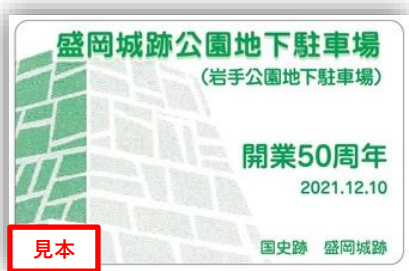 盛岡城跡公園地下駐車場
（岩手公園地下駐車場）
開業50周年
2021.12.10
見本
国史跡 盛岡城跡